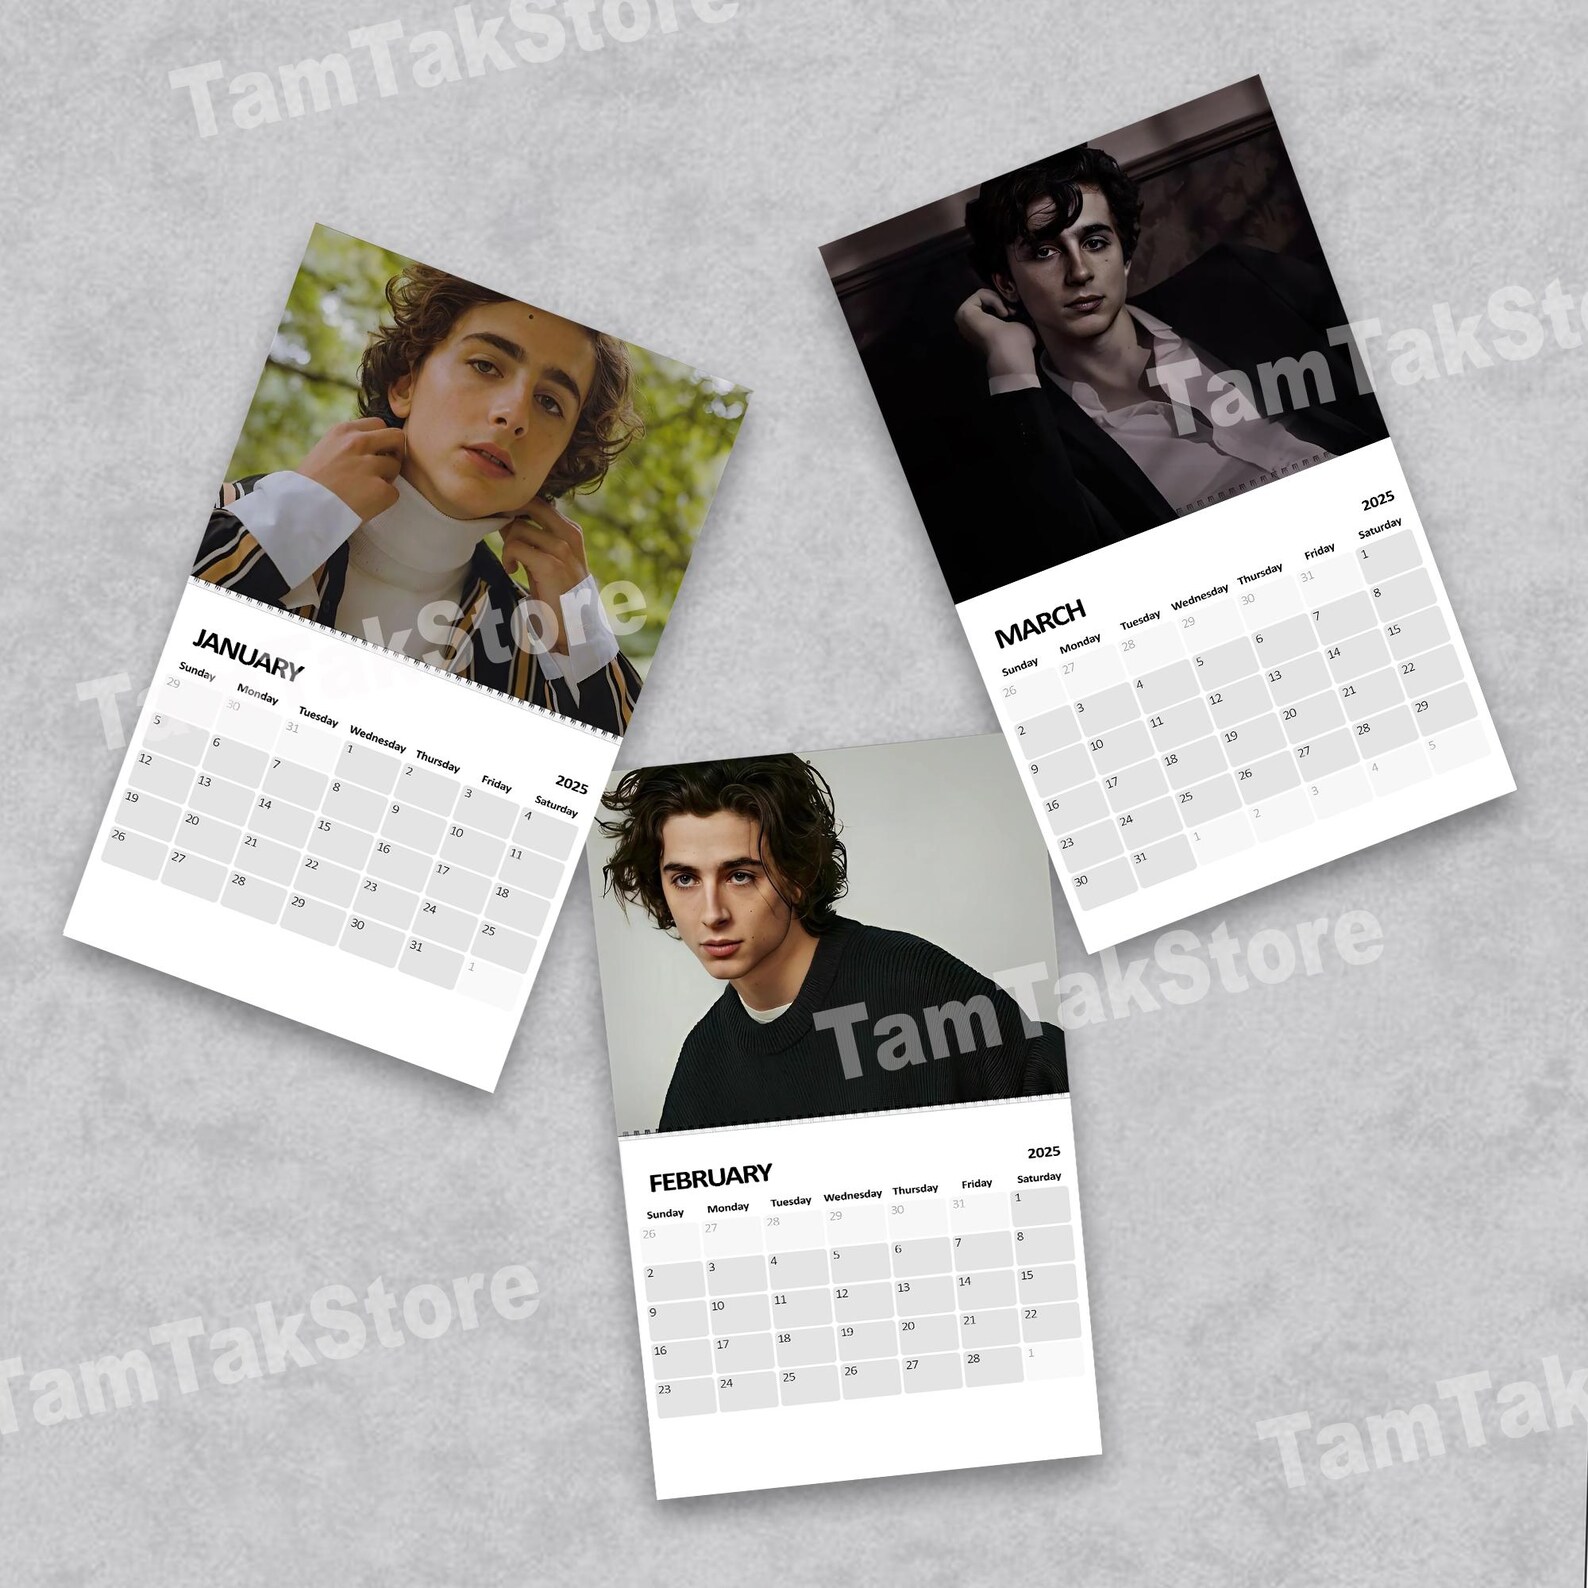 TamTakStore
TamTakSto
TamTakStore
JANUARY
2025
Sunday Monday Tuesday Wednesday Thursday Friday Saturday
29 30 31 1 2 3 4
5 6 7 8 9 10 11
12 13 14 15 16 17 18
19 20 21 22 23 24 25
26 27 28 29 30 31 1
2025
MARCH
Sunday Monday Tuesday Wednesday Thursday Friday Saturday
26 27 28 29 30 31 1
2 3 4 5 6 7 8
9 10 11 12 13 14 15
16 17 18 19 20 21 22
23 24 25 26 27 28 29
30 31 1 2 3 4 5
TamTakStore
2025
FEBRUARY
Sunday Monday Tuesday Wednesday Thursday Friday Saturday
26 27 28 29 30 31 1
2 3 4 5 6 7 8
9 10 11 12 13 14 15
16 17 18 19 20 21 22
23 24 25 26 27 28 1
TamTakStore
TamTak